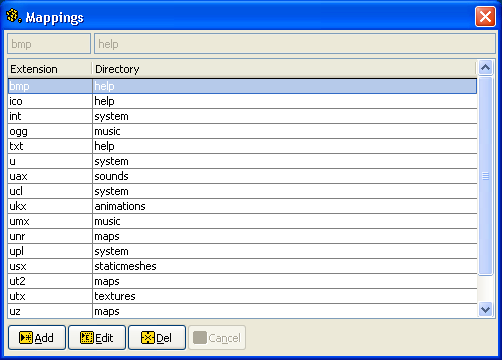 Mappings
bmp help
Extension Directory
bmp help
ico help
int system
ogg music
txt help
u system
uax sounds
ucl system
ukx animations
umx music
unr maps
upl system
usx staticmeshes
ut2 maps
utx textures
uz maps
Add Edit Del Cancel